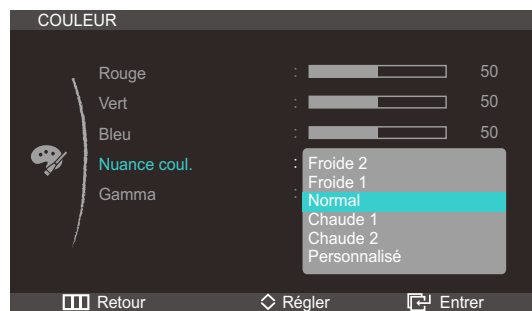 COULEUR
Rouge : 50
Vert : 50
Bleu : 50
Nuance coul. : Froide 2
Froide 1
Normal
Gamma :
Chaude 1
Chaude 2
Personnalisé
Retour Régler Entrer